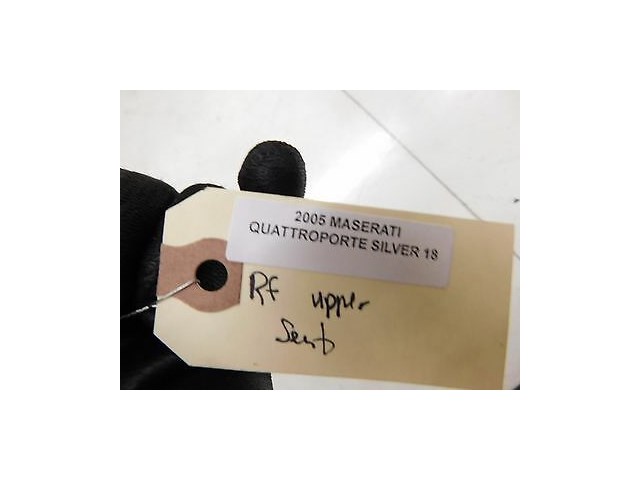 2005 MASERATI
QUATTROPORTE SILVER 18
Rf upper
Seat